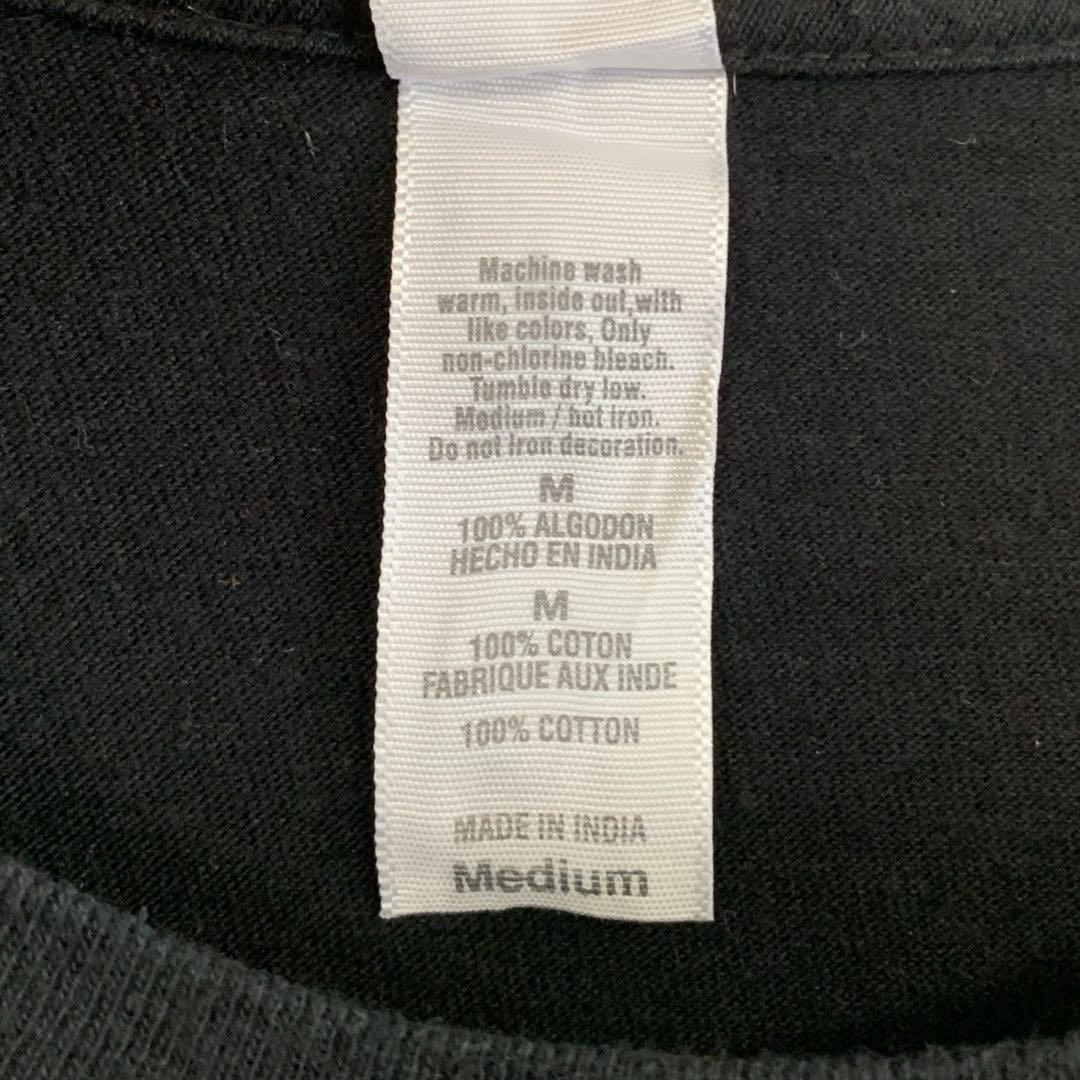 Machine wash
warm, inside out,with
like colors, Only
non-chlorine bleach.
Tumble dry low.
Medium / hot iron.
Do not Iron decoration.
M
100% ALGODON
HECHO EN INDIA
M
100% COTON
FABRIQUE AUX INDE
100% COTTON
MADE IN INDIA
Medium